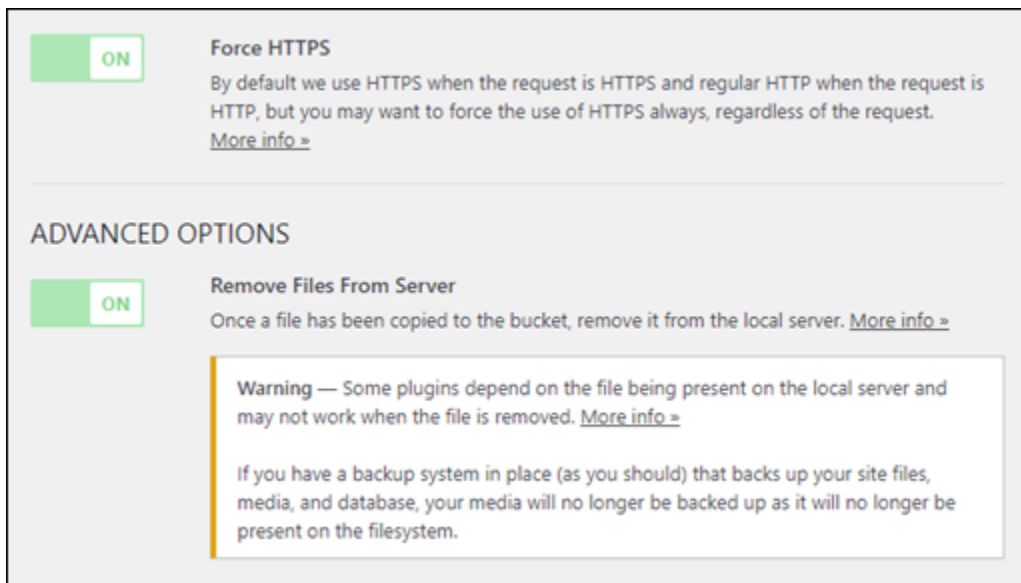 ON
Force HTTPS
By default we use HTTPS when the request is HTTPS and regular HTTP when the request is
HTTP, but you may want to force the use of HTTPS always, regardless of the request.
More info »
ADVANCED OPTIONS
ON
Remove Files From Server
Once a file has been copied to the bucket, remove it from the local server. More info »
Warning — Some plugins depend on the file being present on the local server and
may not work when the file is removed. More info »
If you have a backup system in place (as you should) that backs up your site files,
media, and database, your media will no longer be backed up as it will no longer be
present on the filesystem.